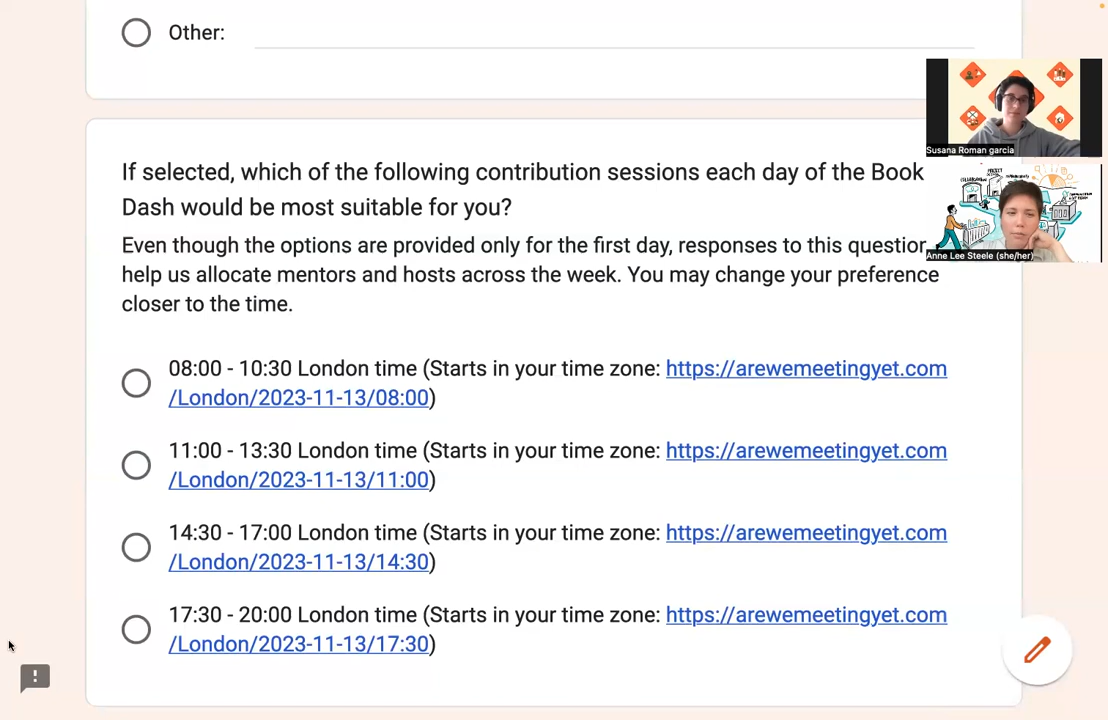 Other:
If selected, which of the following contribution sessions each day of the Book
Dash would be most suitable for you?
Even though the options are provided only for the first day, responses to this question
help us allocate mentors and hosts across the week. You may change your preference
closer to the time.
08:00 - 10:30 London time (Starts in your time zone: https://arewemeetingyet.com
/London/2023-11-13/08:00)
11:00 - 13:30 London time (Starts in your time zone: https://arewemeetingyet.com
/London/2023-11-13/11:00)
14:30 - 17:00 London time (Starts in your time zone: https://arewemeetingyet.com
/London/2023-11-13/14:30)
17:30 - 20:00 London time (Starts in your time zone: https://arewemeetingyet.com
/London/2023-11-13/17:30)
Susana Roman garcia
Anne Lee Steele (she/her)